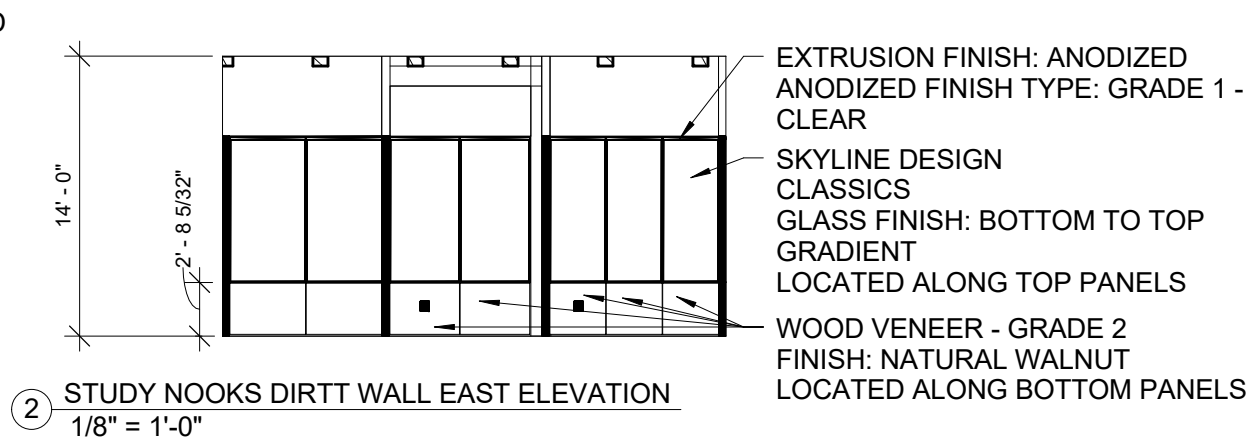 EXTRUSION FINISH: ANODIZED
ANODIZED FINISH TYPE: GRADE 1 -
CLEAR
SKYLINE DESIGN
CLASSICS
GLASS FINISH: BOTTOM TO TOP
GRADIENT
LOCATED ALONG TOP PANELS
WOOD VENEER - GRADE 2
FINISH: NATURAL WALNUT
LOCATED ALONG BOTTOM PANELS
14' - 0"
2' - 8 5/32"
2
STUDY NOOKS DIRTT WALL EAST ELEVATION
1/8" = 1'-0"